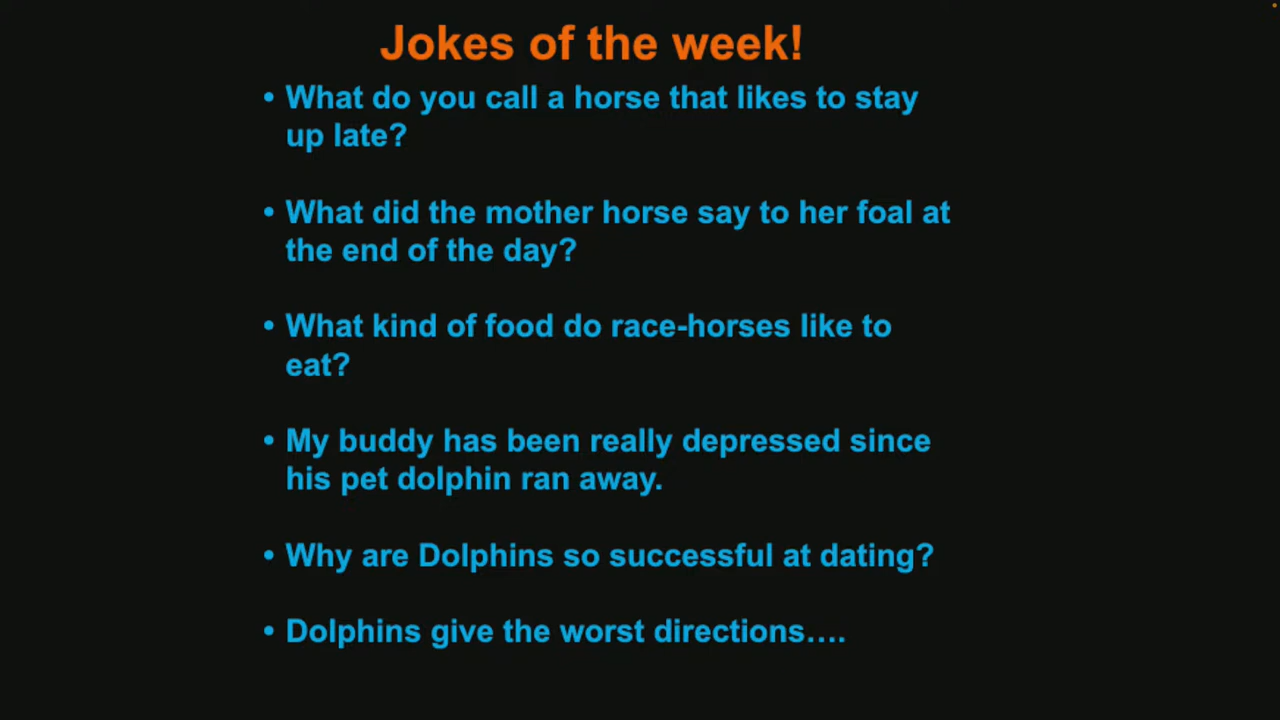 Jokes of the week!
• What do you call a horse that likes to stay
up late?
• What did the mother horse say to her foal at
the end of the day?
• What kind of food do race-horses like to
eat?
• My buddy has been really depressed since
his pet dolphin ran away.
• Why are Dolphins so successful at dating?
• Dolphins give the worst directions….